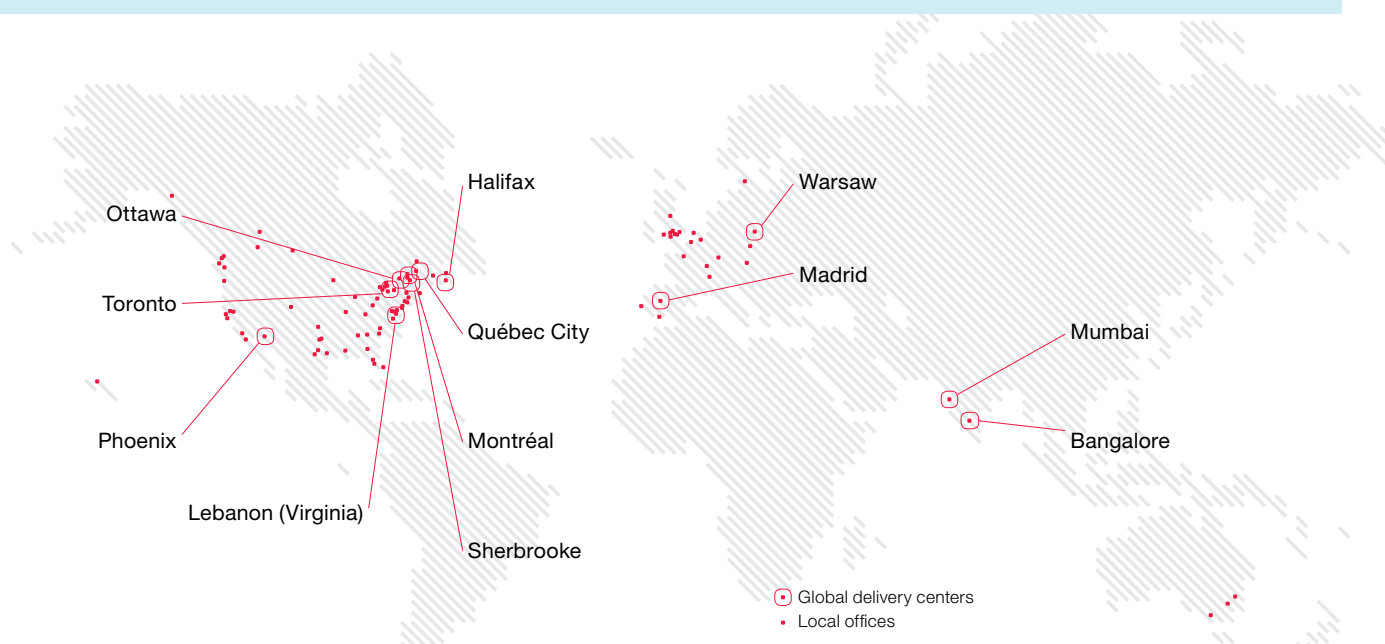 Halifax
Warsaw
Ottawa
Madrid
Toronto
Québec City
Mumbai
Phoenix
Montréal
Bangalore
Lebanon (Virginia)
Sherbrooke
Global delivery centers
Local offices